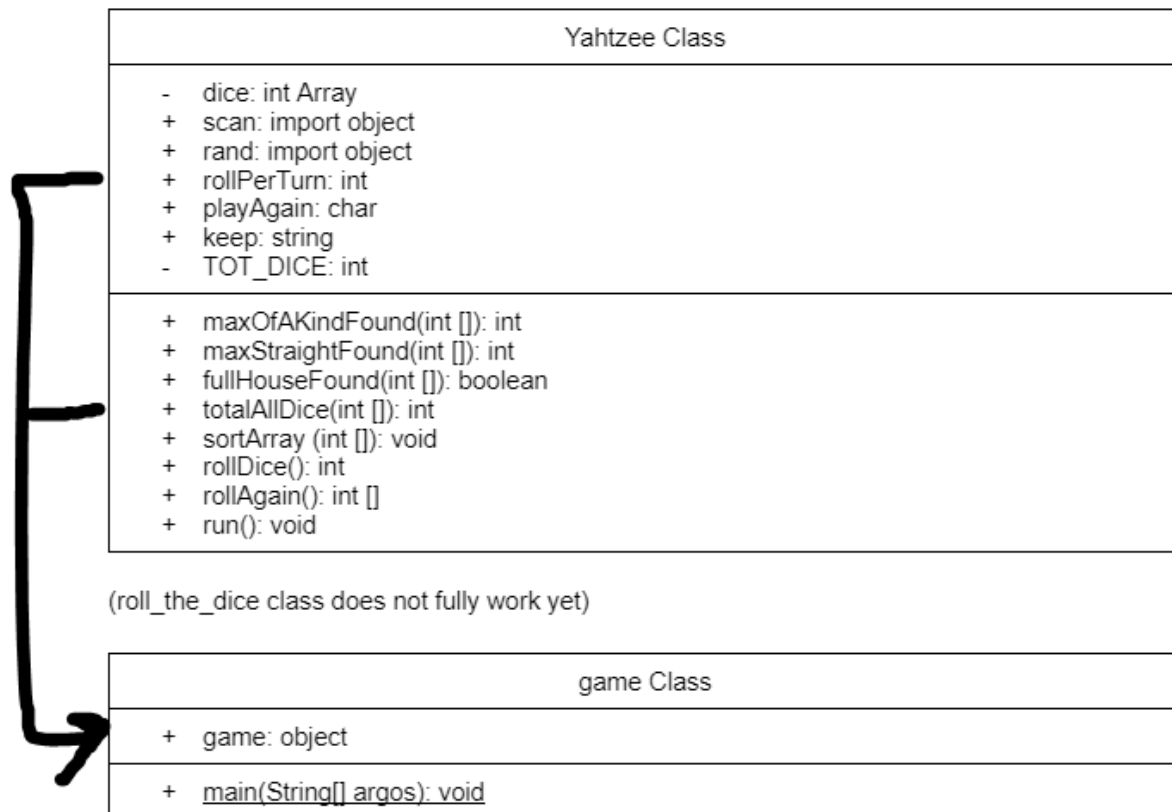 Yahtzee Class
- dice: int Array
+ scan: import object
+ rand: import object
+ rollPerTurn: int
+ playAgain: char
+ keep: string
- TOT_DICE: int
+ maxOfAKindFound(int []): int
+ maxStraightFound(int []): int
+ fullHouseFound(int []): boolean
+ totalAllDice(int []): int
+ sortArray (int []): void
+ rollDice(): int
+ rollAgain(): int []
+ run(): void
(roll_the_dice class does not fully work yet)
game Class
+ game: object
+ main(String[] argos): void